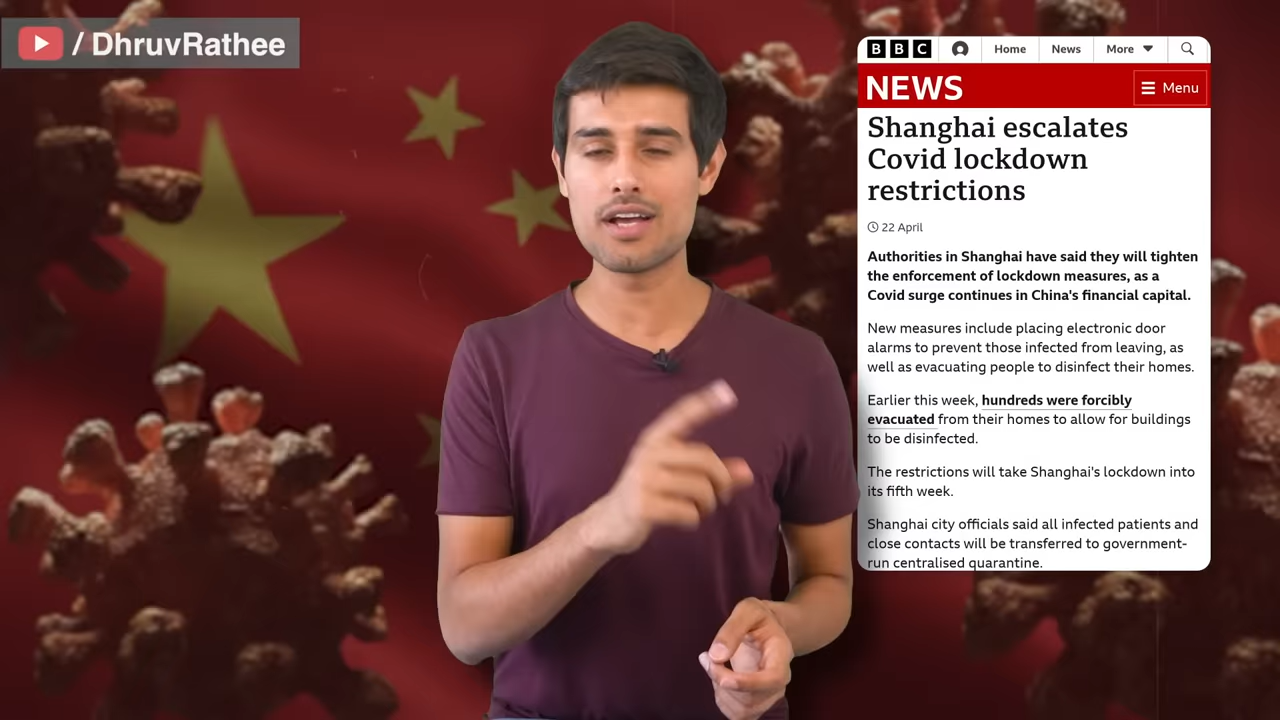 / DhruvRathee
BBC
Home
News
More
NEWS
Menu
Shanghai escalates
Covid lockdown
restrictions
22 April
Authorities in Shanghai have said they will tighten
the enforcement of lockdown measures, as a
Covid surge continues in China's financial capital.
New measures include placing electronic door
alarms to prevent those infected from leaving, as
well as evacuating people to disinfect their homes.
Earlier this week, hundreds were forcibly
evacuated from their homes to allow for buildings
to be disinfected.
The restrictions will take Shanghai's lockdown into
its fifth week.
Shanghai city officials said all infected patients and
close contacts will be transferred to government-
run centralised quarantine.